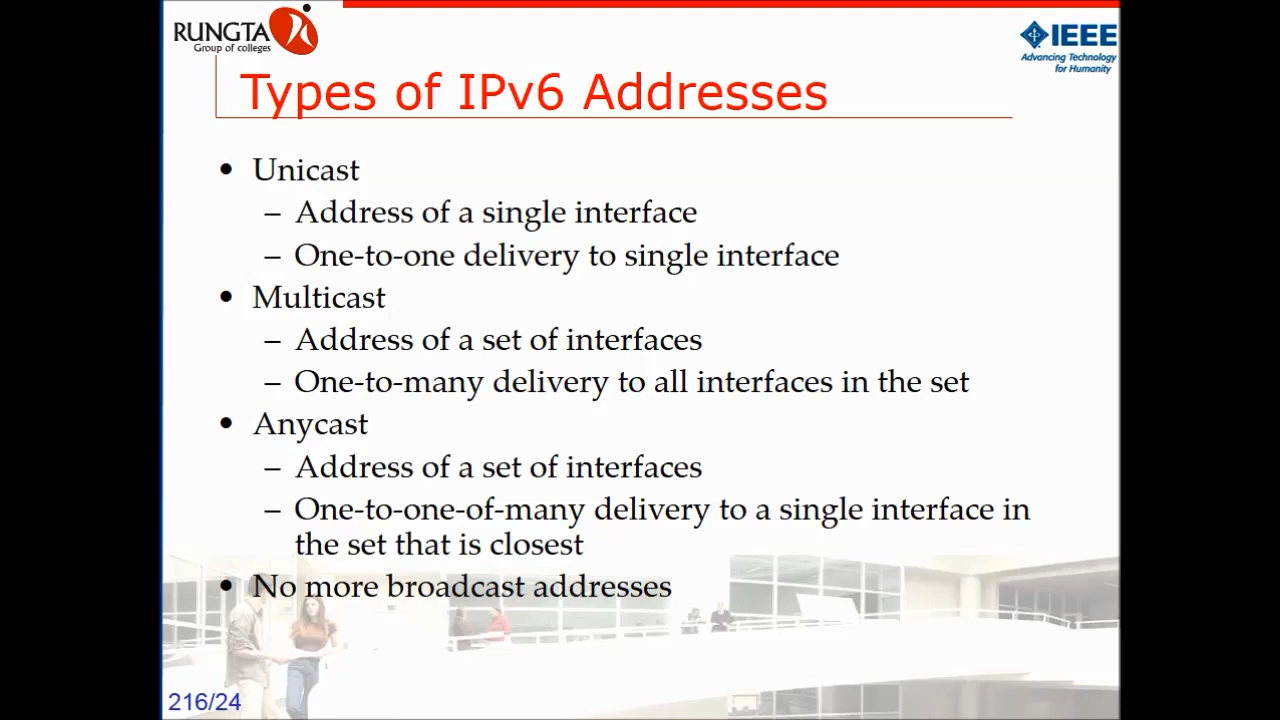 RUNGTA
Group of colleges
IEEE
Advancing Technology
for Humanity
Types of IPv6 Addresses
• Unicast
– Address of a single interface
– One-to-one delivery to single interface
• Multicast
– Address of a set of interfaces
– One-to-many delivery to all interfaces in the set
• Anycast
– Address of a set of interfaces
– One-to-one-of-many delivery to a single interface in
the set that is closest
• No more broadcast addresses
216/24